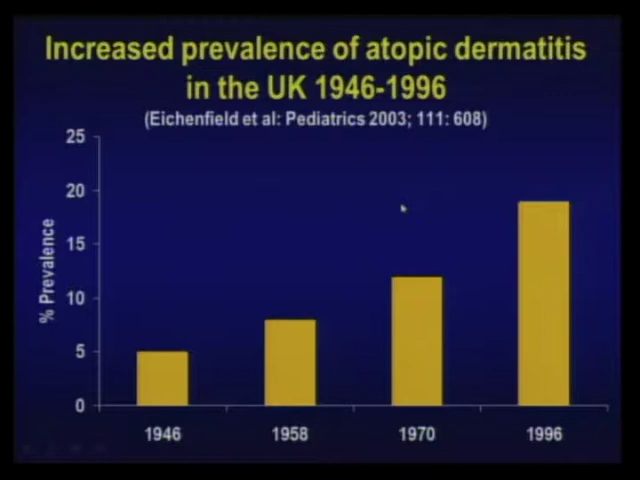 Increased prevalence of atopic dermatitis
in the UK 1946-1996
(Eichenfield et al: Pediatrics 2003; 111: 608)
25
20
15
10
5
0
% Prevalence
1946
1958
1970
1996